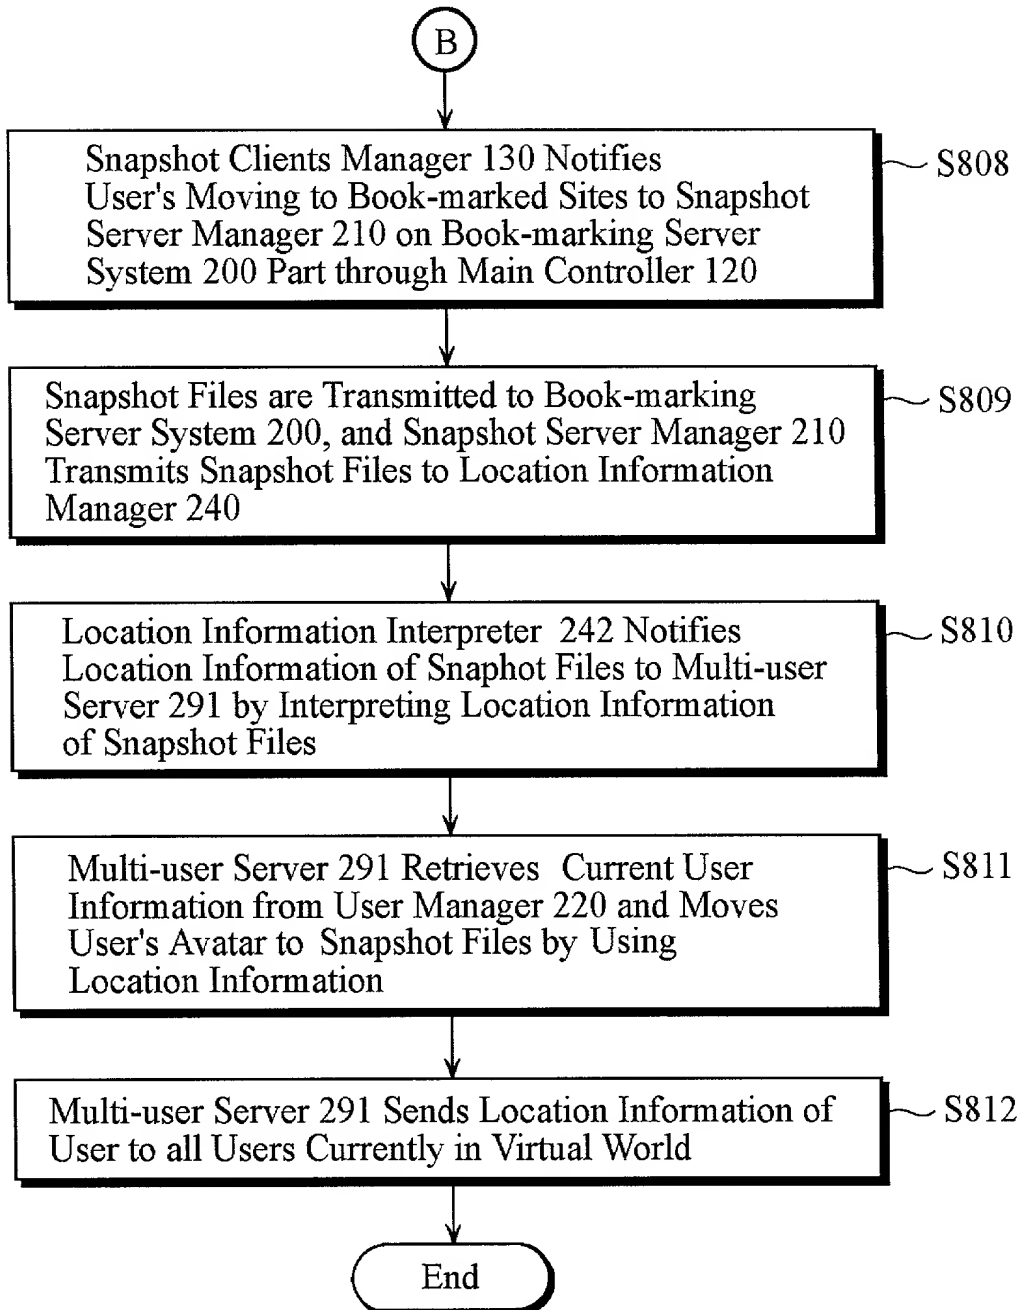 B
Snapshot Clients Manager 130 Notifies
User's Moving to Book-marked Sites to Snapshot
Server Manager 210 on Book-marking Server
System 200 Part through Main Controller 120
S808
Snapshot Files are Transmitted to Book-marking
Server System 200, and Snapshot Server Manager 210
Transmits Snapshot Files to Location Information
Manager 240
S809
Location Information Interpreter 242 Notifies
Location Information of Snaphot Files to Multi-user
Server 291 by Interpreting Location Information
of Snapshot Files
S810
Multi-user Server 291 Retrieves Current User
Information from User Manager 220 and Moves
User's Avatar to Snapshot Files by Using
Location Information
S811
Multi-user Server 291 Sends Location Information of
User to all Users Currently in Virtual World
S812
End